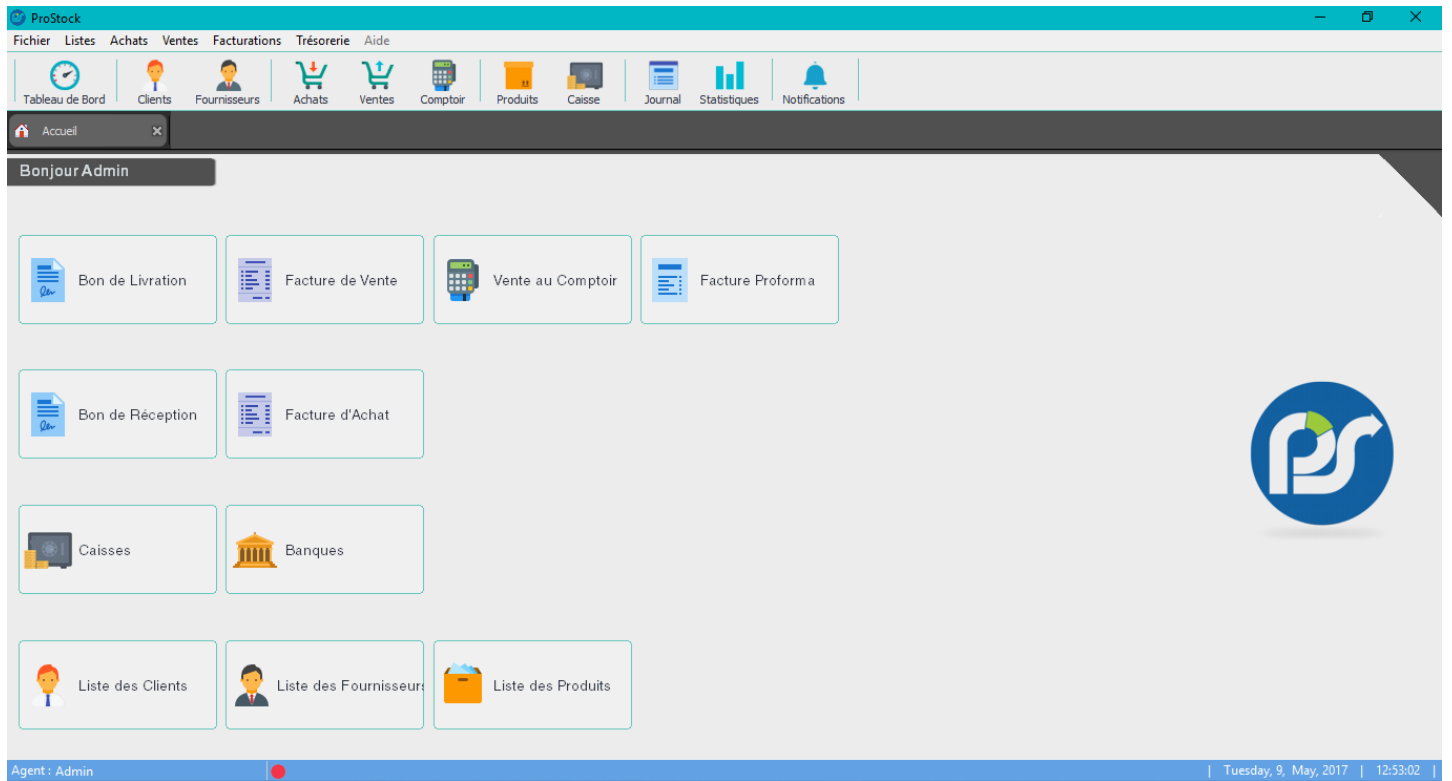 ProStock
Fichier Listes Achats Ventes Facturations Trésorerie Aide
Tableau de Bord Clients Fournisseurs Achats Ventes Comptoir Produits Caisse Journal Statistiques Notifications
Accueil
Bonjour Admin
Bon de Livration Facture de Vente Vente au Comptoir Facture Proforma
Bon de Réception Facture d'Achat
Caisses Banques
Liste des Clients Liste des Fournisseurs Liste des Produits
Agent : Admin | Tuesday, 9, May, 2017 | 12:53:02 |